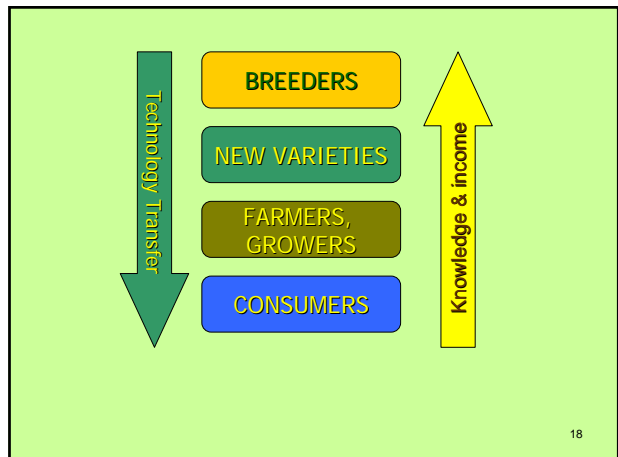 Technology Transfer
BREEDERS
NEW VARIETIES
FARMERS,
GROWERS
CONSUMERS
Knowledge & income
18